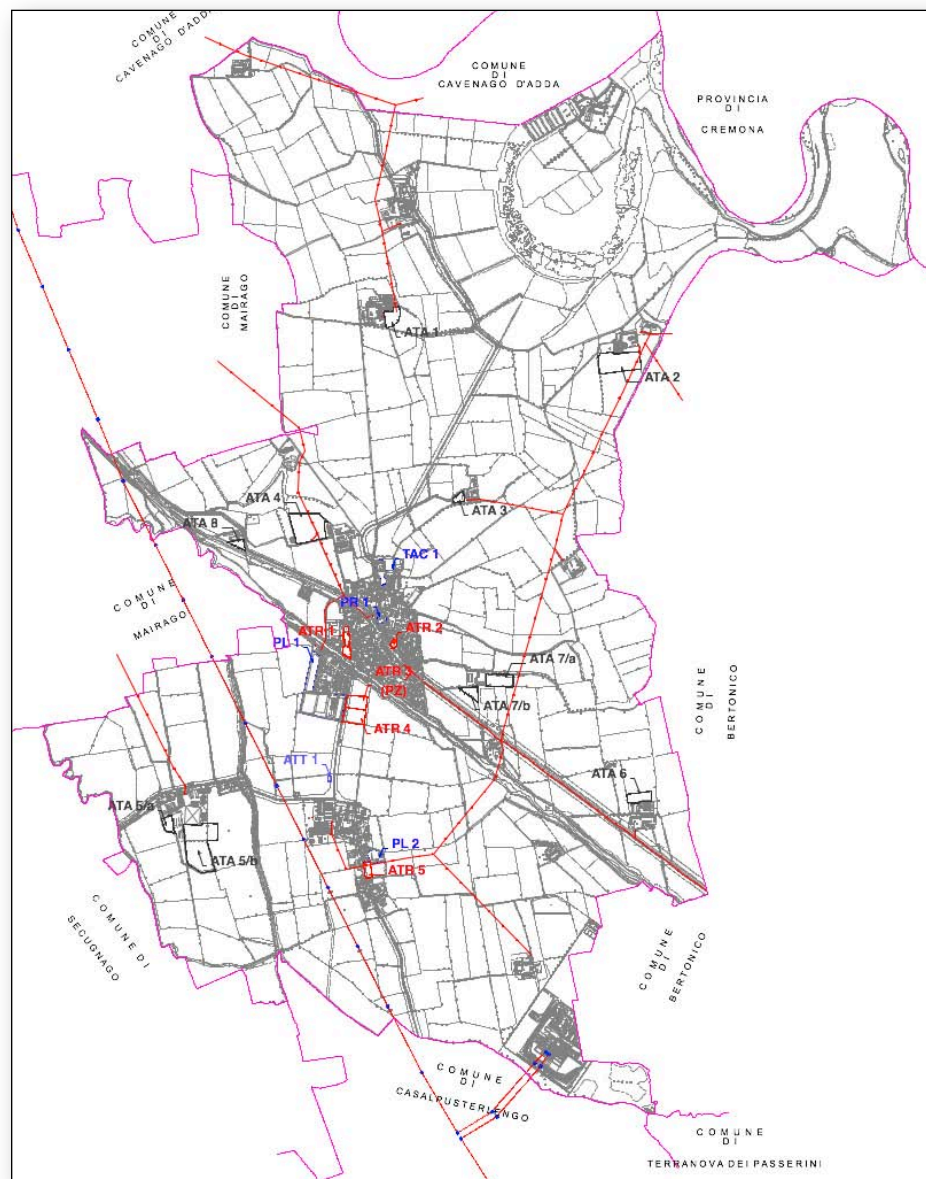 COMUNE
DI
CAVENAGO D'ADDA
COMUNE
DI
CAVENAGO D'ADDA
PROVINCIA
DI
CREMONA
COMUNE
DI
MAIRAGO
ATA 1
ATA 2
ATA 4
ATA 3
ATA 8
TAC 1
COMUNE
DI
MAIRAGO
PR 1
ATR 1
ATR 2
PL 1
ATA 7/a
ATR 3
(PZ)
ATA 7/b
COMUNE
DI
BERTONICO
ATR 4
ATT 1
ATA 6
ATA 5/a
PL 2
ATA 5/b
ATR 5
COMUNE DI
SECUGNAGO
COMUNE
DI
BERTONICO
COMUNE
DI
CASALPUSTERLENGO
COMUNE
DI
TERRANOVA DEI PASSERINI